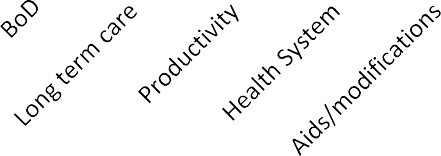 BoD
Long term care
Productivity
Health System
Aids/modifications